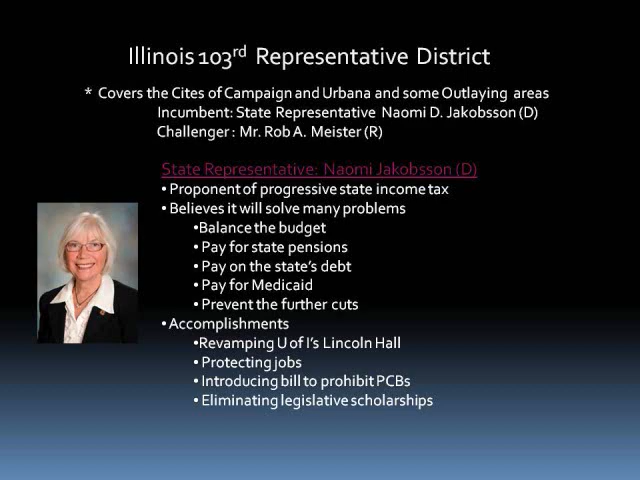 Illinois 103rd Representative District
* Covers the Cites of Campaign and Urbana and some Outlaying areas
Incumbent: State Representative Naomi D. Jakobsson (D)
Challenger : Mr. Rob A. Meister (R)
State Representative: Naomi Jakobsson (D)
• Proponent of progressive state income tax
• Believes it will solve many problems
•Balance the budget
• Pay for state pensions
• Pay on the state's debt
• Pay for Medicaid
• Prevent the further cuts
• Accomplishments
•Revamping U of I's Lincoln Hall
• Protecting jobs
• Introducing bill to prohibit PCBs
• Eliminating legislative scholarships